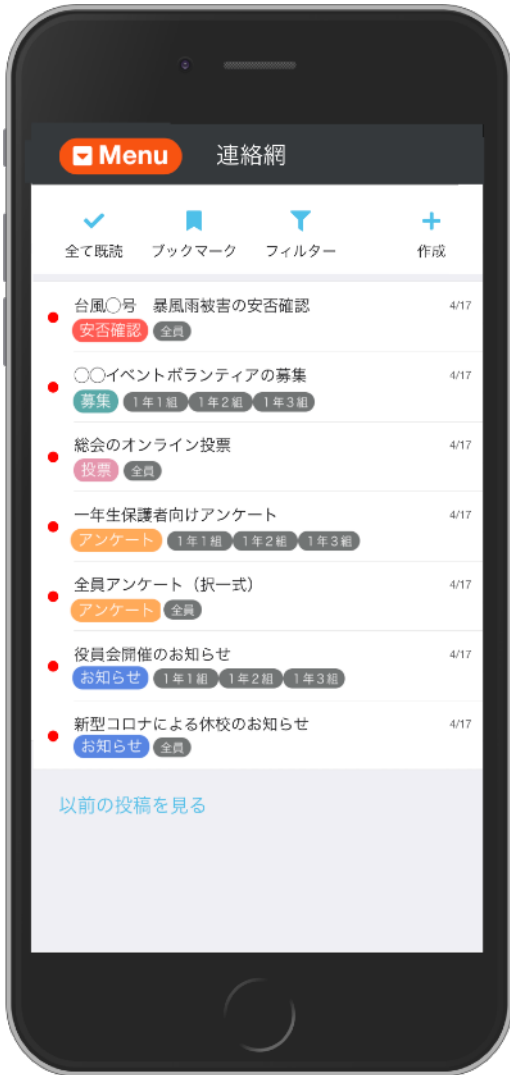 Menu 連絡網
全て既読 ブックマーク フィルター 作成
台風○号　暴風雨被害の安否確認 4/17
安否確認 全員
○○イベントボランティアの募集 4/17
募集 1年1組 1年2組 1年3組
総会のオンライン投票 4/17
投票 全員
一年生保護者向けアンケート 4/17
アンケート 1年1組 1年2組 1年3組
全員アンケート（択一式） 4/17
アンケート 全員
役員会開催のお知らせ 4/17
お知らせ 1年1組 1年2組 1年3組
新型コロナによる休校のお知らせ 4/17
お知らせ 全員
以前の投稿を見る